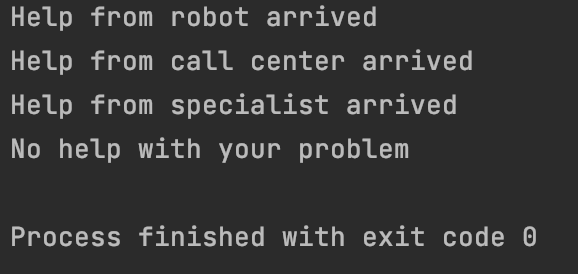 Help from robot arrived
Help from call center arrived
Help from specialist arrived
No help with your problem
Process finished with exit code 0